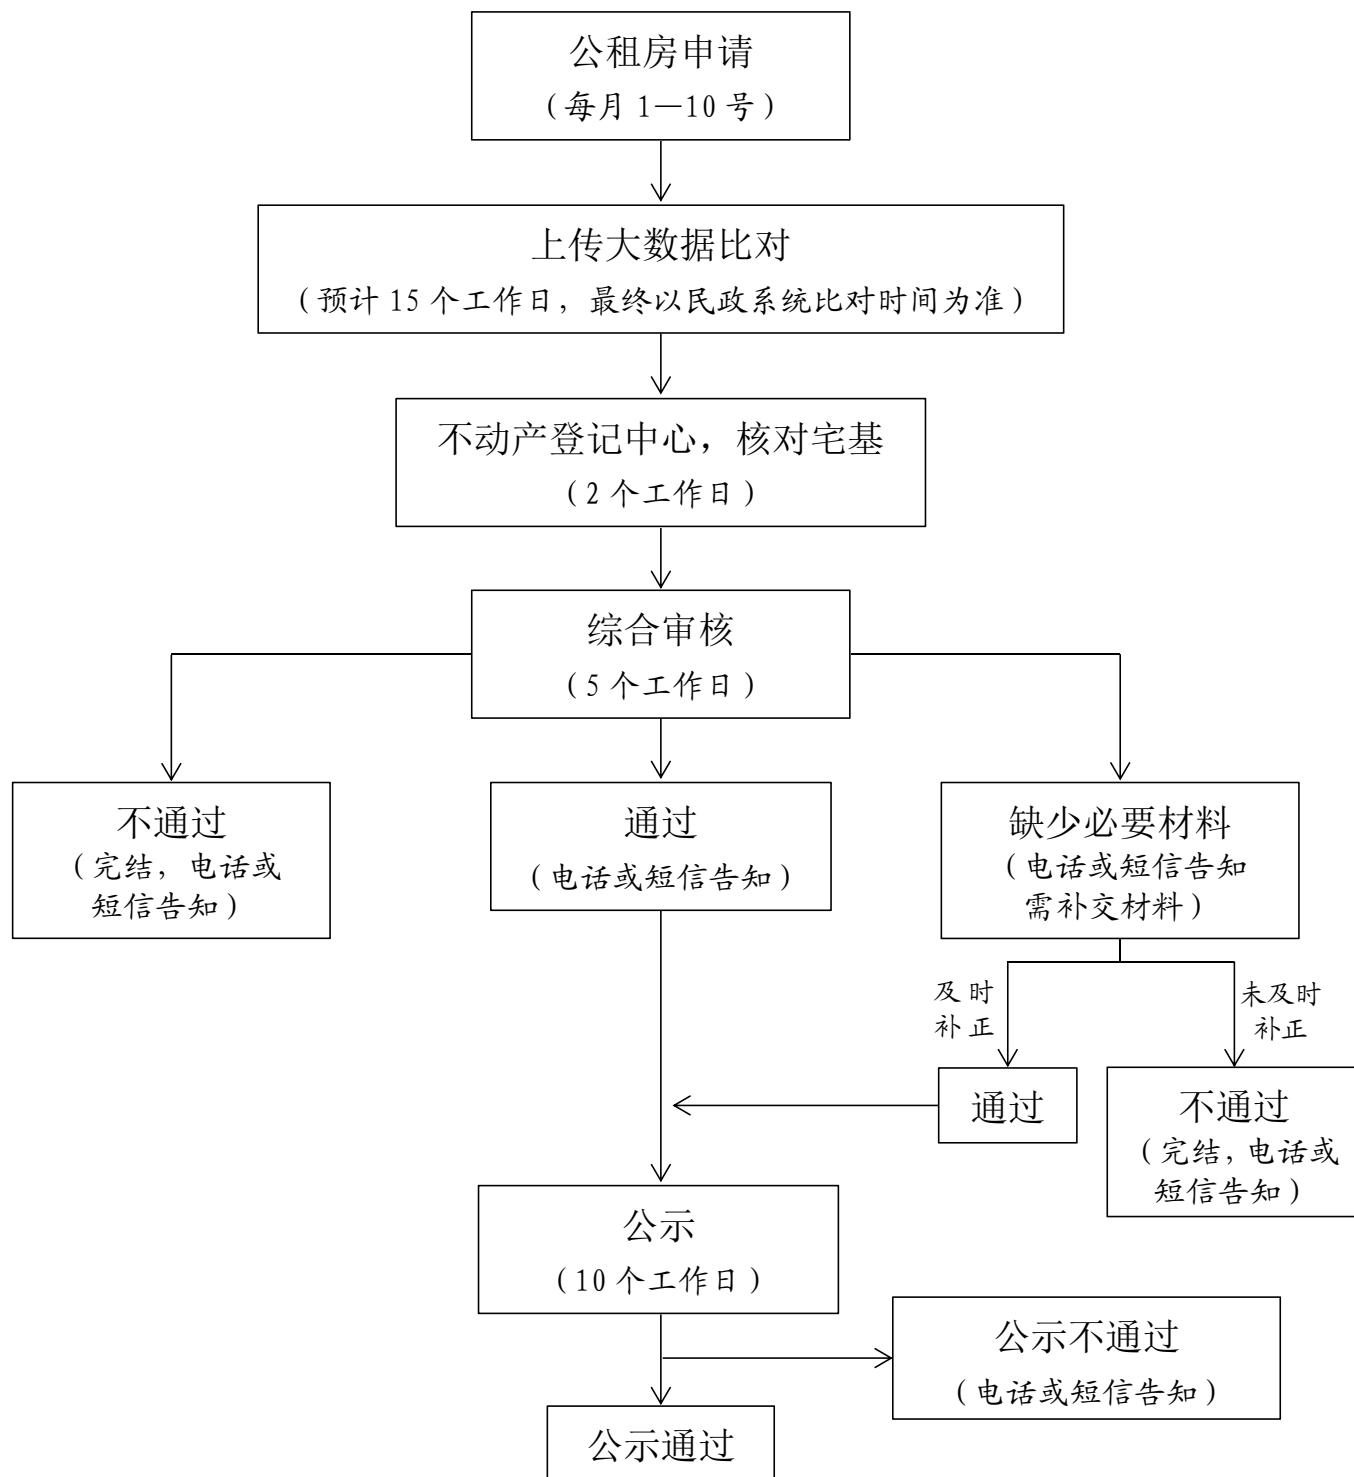 公租房申请
（每月 1—10 号）
上传大数据比对
（预计 15 个工作日，最终以民政系统比对时间为准）
不动产登记中心，核对宅基
（2 个工作日）
综合审核
（5 个工作日）
不通过
（完结，电话或
短信告知）
通过
（电话或短信告知）
缺少必要材料
（电话或短信告知
需补交材料）
及时
补正
未及时
补正
通过
不通过
（完结，电话或
短信告知）
公示
（10 个工作日）
公示不通过
（电话或短信告知）
公示通过